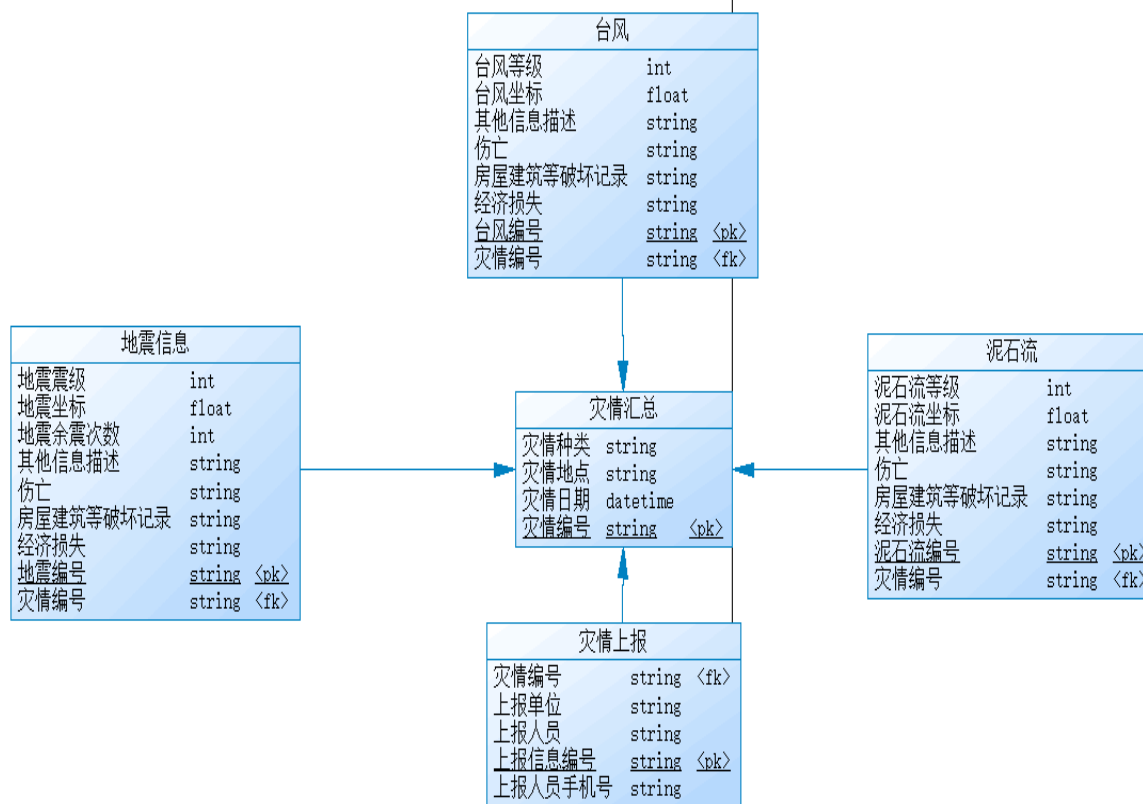 台风
台风等级 int
台风坐标 float
其他信息描述 string
伤亡 string
房屋建筑等破坏记录 string
经济损失 string
台风编号 string <pk>
灾情编号 string <fk>
地震信息
地震震级 int
地震坐标 float
地震余震次数 int
其他信息描述 string
伤亡 string
房屋建筑等破坏记录 string
经济损失 string
地震编号 string <pk>
灾情编号 string <fk>
灾情汇总
灾情种类 string
灾情地点 string
灾情日期 datetime
灾情编号 string <pk>
泥石流
泥石流等级 int
泥石流坐标 float
其他信息描述 string
伤亡 string
房屋建筑等破坏记录 string
经济损失 string
泥石流编号 string <pk>
灾情编号 string <fk>
灾情上报
灾情编号 string <fk>
上报单位 string
上报人员 string
上报信息编号 string <pk>
上报人员手机号 string